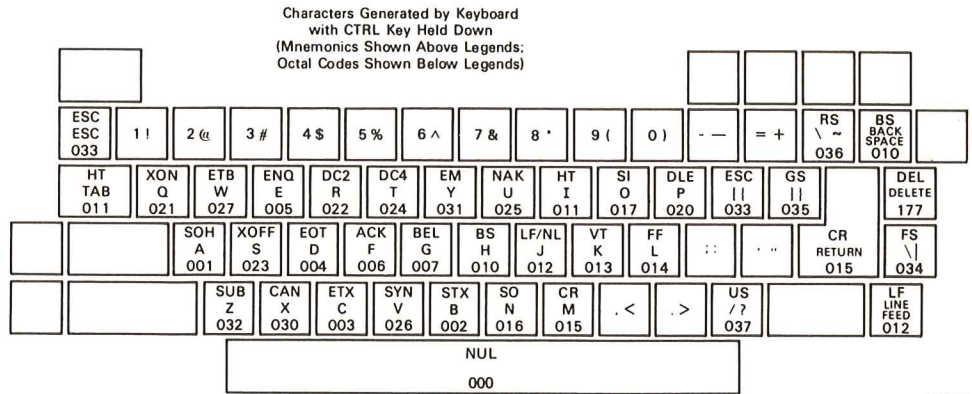 Characters Generated by Keyboard
with CTRL Key Held Down
(Mnemonics Shown Above Legends;
Octal Codes Shown Below Legends)
ESC RS BS
ESC 1 ! 2 @ 3 # 4 $ 5 % 6 ^ 7 & 8 * 9 ( 0 ) - — = + \ ~ BACK
033 036 SPACE
010
HT XON ETB ENQ DC2 DC4 EM NAK HT SI DLE ESC GS DEL
TAB Q W E R T Y U I O P [ ] DELETE
011 021 027 005 022 024 031 025 011 017 020 033 035 177
SOH XOFF EOT ACK BEL BS LF/NL VT FF CR FS
A S D F G H J K L ; : ' " RETURN \ |
001 023 004 006 007 010 012 013 014 015 034
SUB CAN ETX SYN STX SO CR US LF
Z X C V B N M , < . > / ? LINE
032 030 003 026 002 016 015 037 FEED
012
NUL
000